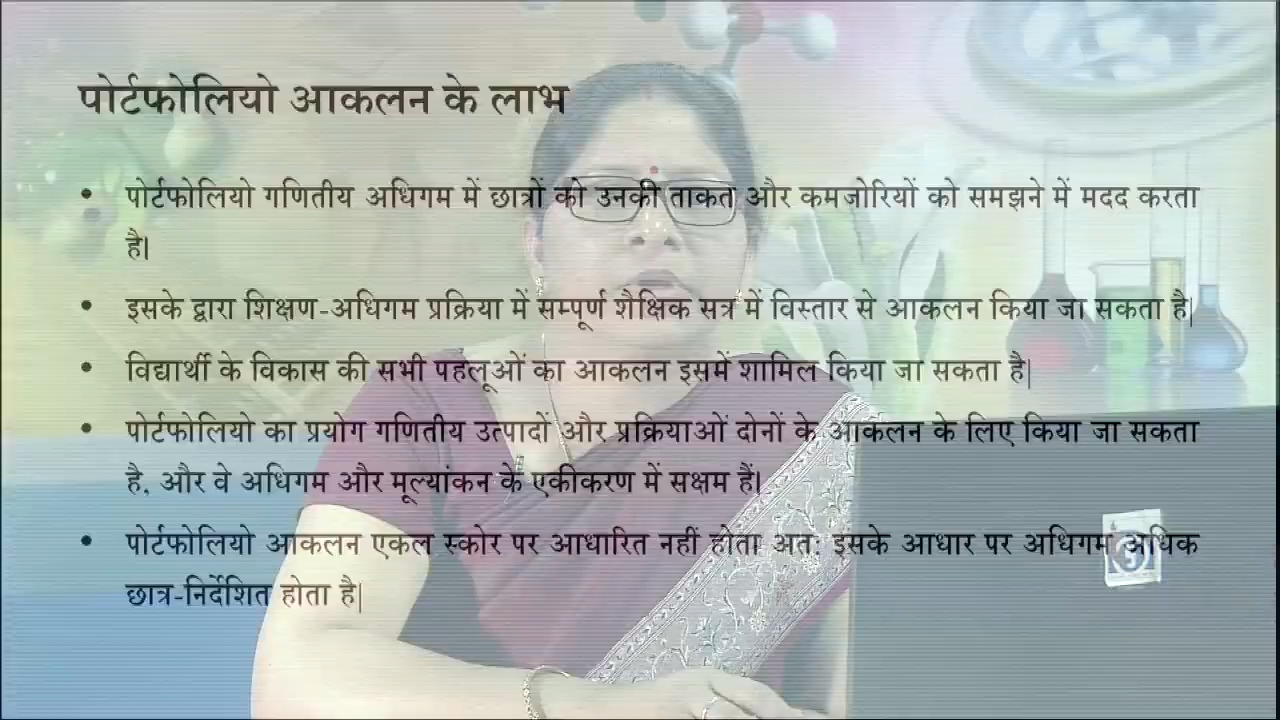 पोर्टफोलियो आकलन के लाभ
• पोर्टफोलियो गणितीय अधिगम में छात्रों को उनकी ताकत और कमजोरियों को समझने में मदद करता
है।
• इसके द्वारा शिक्षण-अधिगम प्रक्रिया में सम्पूर्ण शैक्षिक सत्र में विस्तार से आकलन किया जा सकता है|
• विद्यार्थी के विकास की सभी पहलूओं का आकलन इसमें शामिल किया जा सकता है|
• पोर्टफोलियो का प्रयोग गणितीय उत्पादों और प्रक्रियाओं दोनों के आकलन के लिए किया जा सकता
है, और वे अधिगम और मूल्यांकन के एकीकरण में सक्षम हैं।
• पोर्टफोलियो आकलन एकल स्कोर पर आधारित नहीं होता अत: इसके आधार पर अधिगम अधिक
छात्र-निर्देशित होता है|